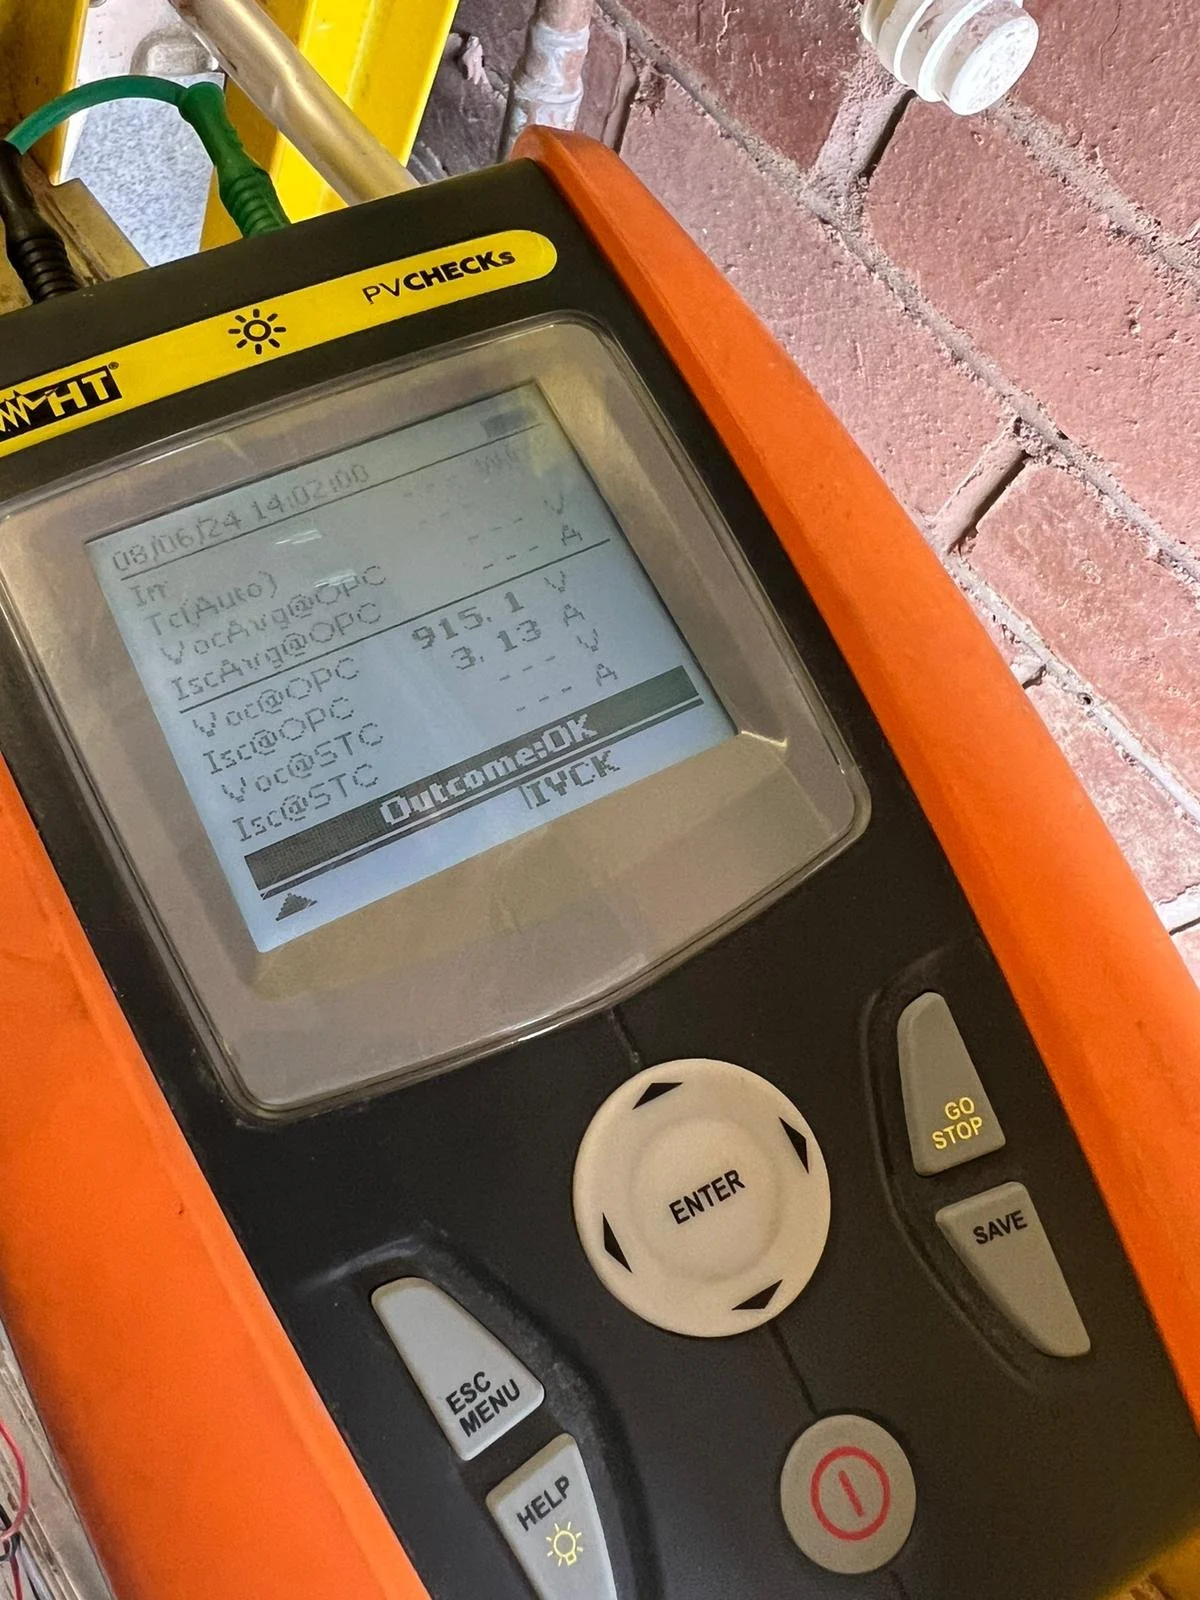 PVCHECKs
HT®
08/06/24 14:02:00
Irr --- W/m
Tc(Auto) ---
VocAvg@OPC --- V
IscAvg@OPC --- A
Voc@OPC 915.1 V
Isc@OPC 3.13 A
Voc@STC --- V
Isc@STC --- A
Outcome:OK
IVCK
GO
STOP
ENTER
SAVE
ESC
MENU
HELP